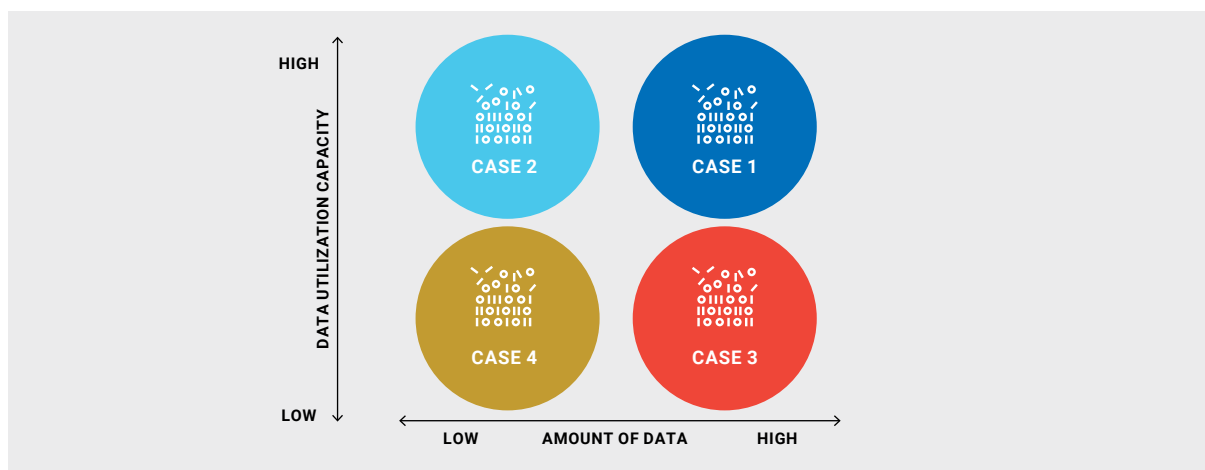 HIGH
DATA UTILIZATION CAPACITY
LOW
CASE 2
CASE 1
CASE 4
CASE 3
LOW
AMOUNT OF DATA
HIGH